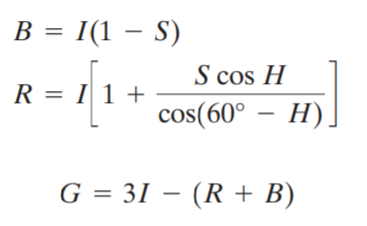 B = I(1 − S)
R = I[1 + S cos H / cos(60° − H)]
G = 3I − (R + B)